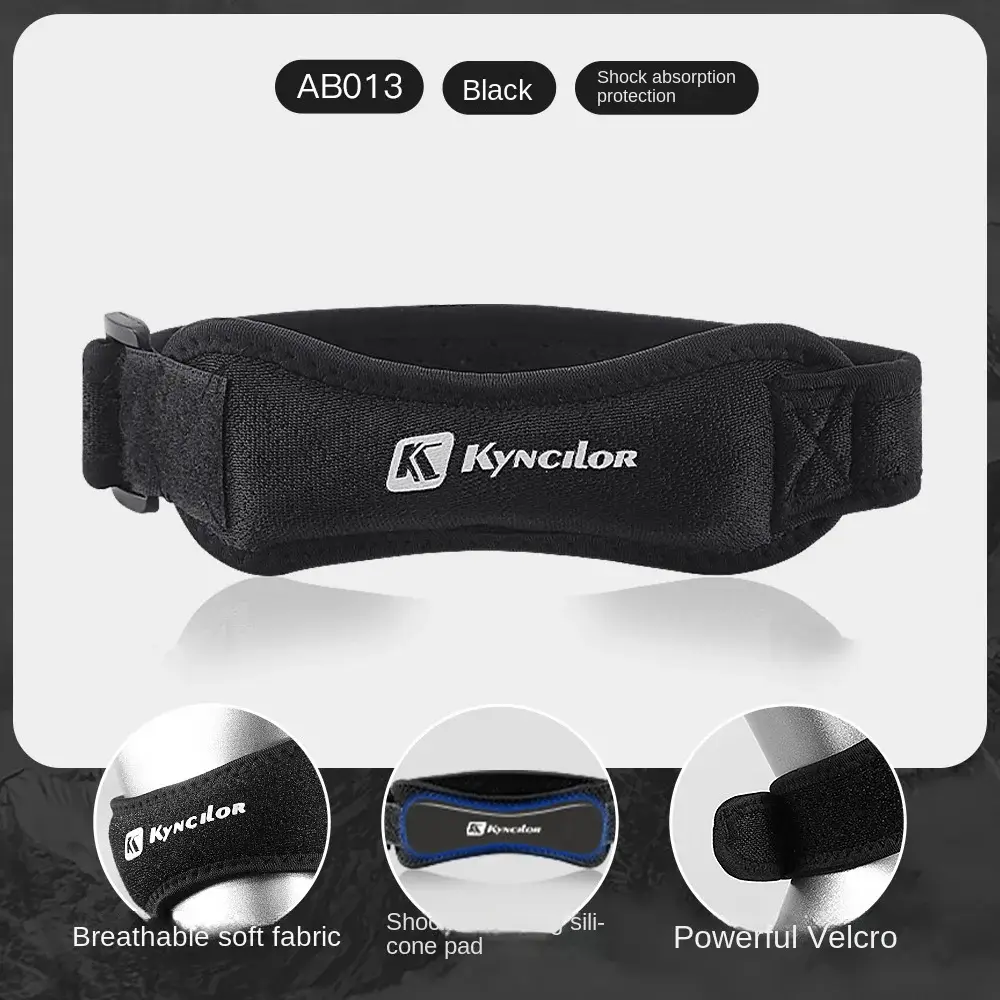 AB013
Black
Shock absorption
protection
K KYNCILOR
K KYNCILOR
K KYNCILOR
Breathable soft fabric
sili-
cone pad
Powerful Velcro